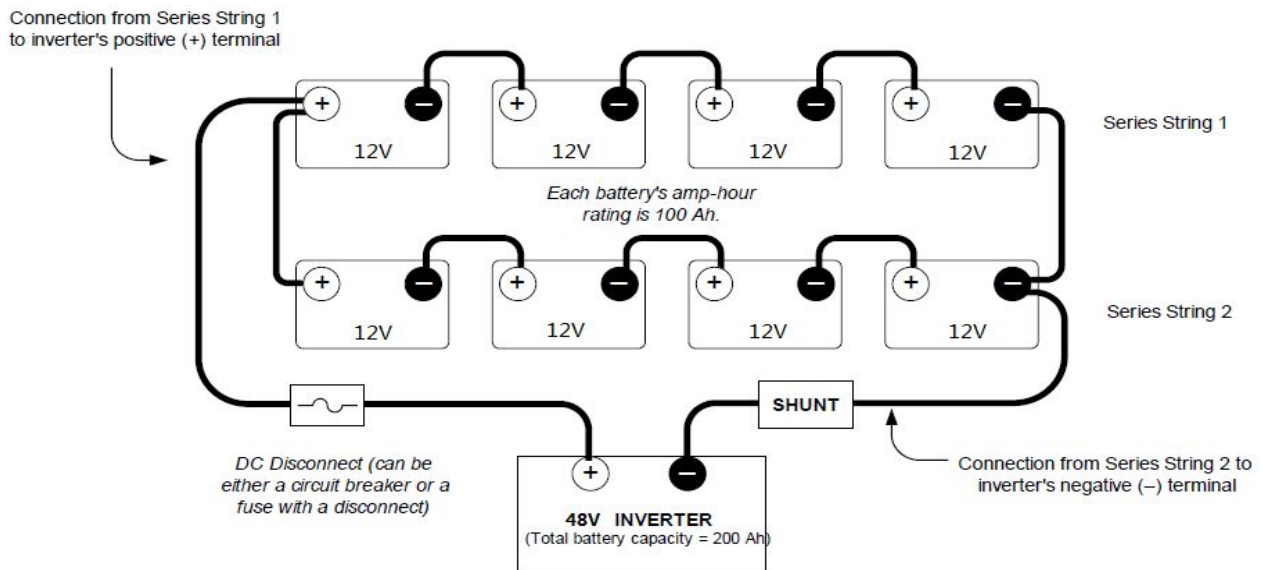 Connection from Series String 1
to inverter's positive (+) terminal
+ − + − + − + −
12V 12V 12V 12V
Series String 1
Each battery's amp-hour
rating is 100 Ah.
+ − + − + − + −
12V 12V 12V 12V
Series String 2
SHUNT
DC Disconnect (can be
either a circuit breaker or a
fuse with a disconnect)
+ −
Connection from Series String 2 to
inverter's negative (–) terminal
48V INVERTER
(Total battery capacity = 200 Ah)